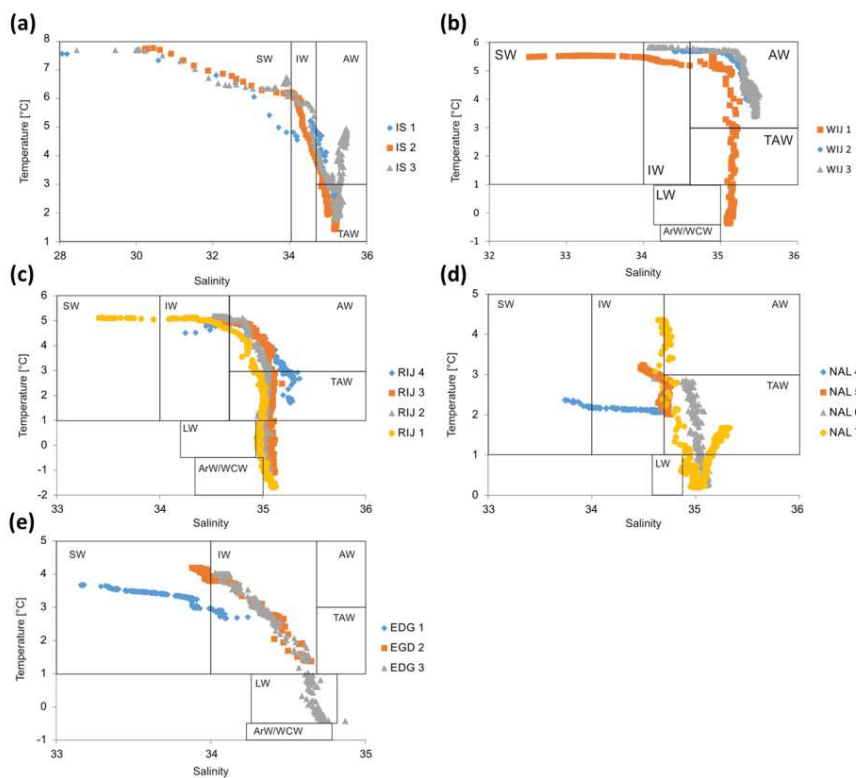 (a)
8
7
6
5
4
3
2
1
28 30 32 34 36
Temperature [°C]
Salinity
SW IW AW
TAW
IS 1
IS 2
IS 3
(b)
6
5
4
3
2
1
0
-1
32 33 34 35 36
Temperature [°C]
Salinity
SW AW
IW TAW
LW
ArW/WCW
WIJ 1
WIJ 2
WIJ 3
(c)
6
5
4
3
2
1
0
-1
-2
33 34 35 36
Temperature [°C]
Salinity
SW IW AW
TAW
LW
ArW/WCW
RIJ 4
RIJ 3
RIJ 2
RIJ 1
(d)
5
4
3
2
1
0
33 34 35 36
Temperature [°C]
Salinity
SW IW AW
TAW
LW
NAL 4
NAL 5
NAL 6
NAL
(e)
5
4
3
2
1
0
-1
33 34 35
Temperature [°C]
Salinity
SW IW AW
TAW
LW
ArW/WCW
EDG 1
EGD 2
EDG 3